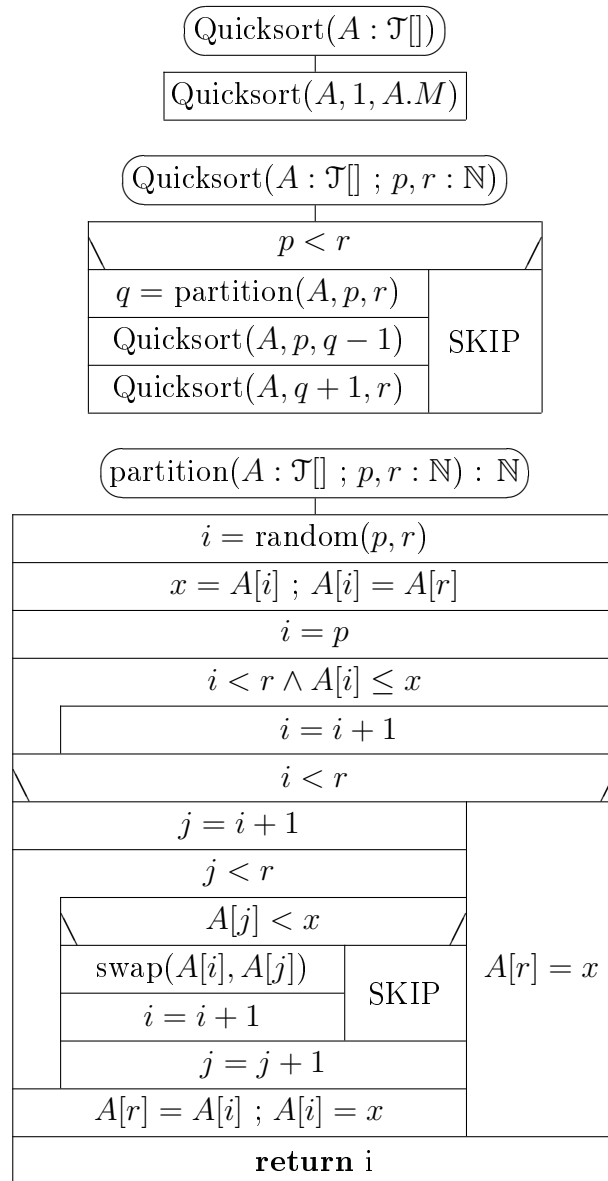 Quicksort(A : 𝒯[])
Quicksort(A, 1, A.M)
Quicksort(A : 𝒯[] ; p, r : ℕ)
p < r
q = partition(A, p, r)
Quicksort(A, p, q − 1)
SKIP
Quicksort(A, q + 1, r)
partition(A : 𝒯[] ; p, r : ℕ) : ℕ
i = random(p, r)
x = A[i] ; A[i] = A[r]
i = p
i < r ∧ A[i] ≤ x
i = i + 1
i < r
j = i + 1
j < r
A[j] < x
swap(A[i], A[j])
SKIP
i = i + 1
j = j + 1
A[r] = A[i] ; A[i] = x
A[r] = x
return i